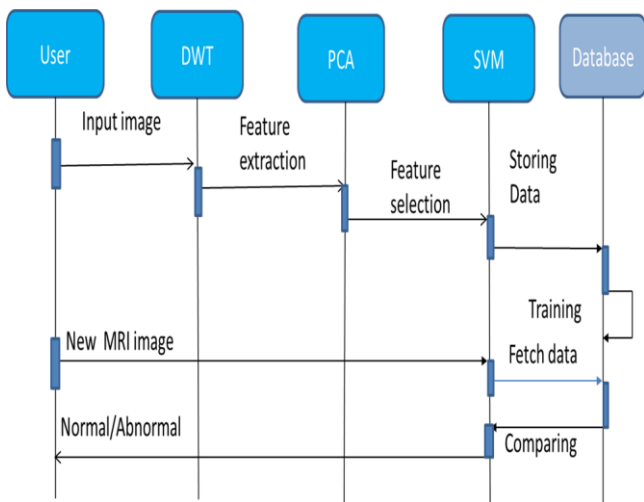 User
DWT
PCA
SVM
Database
Input image
Feature
extraction
Feature
selection
Storing
Data
Training
New MRI image
Fetch data
Normal/Abnormal
Comparing